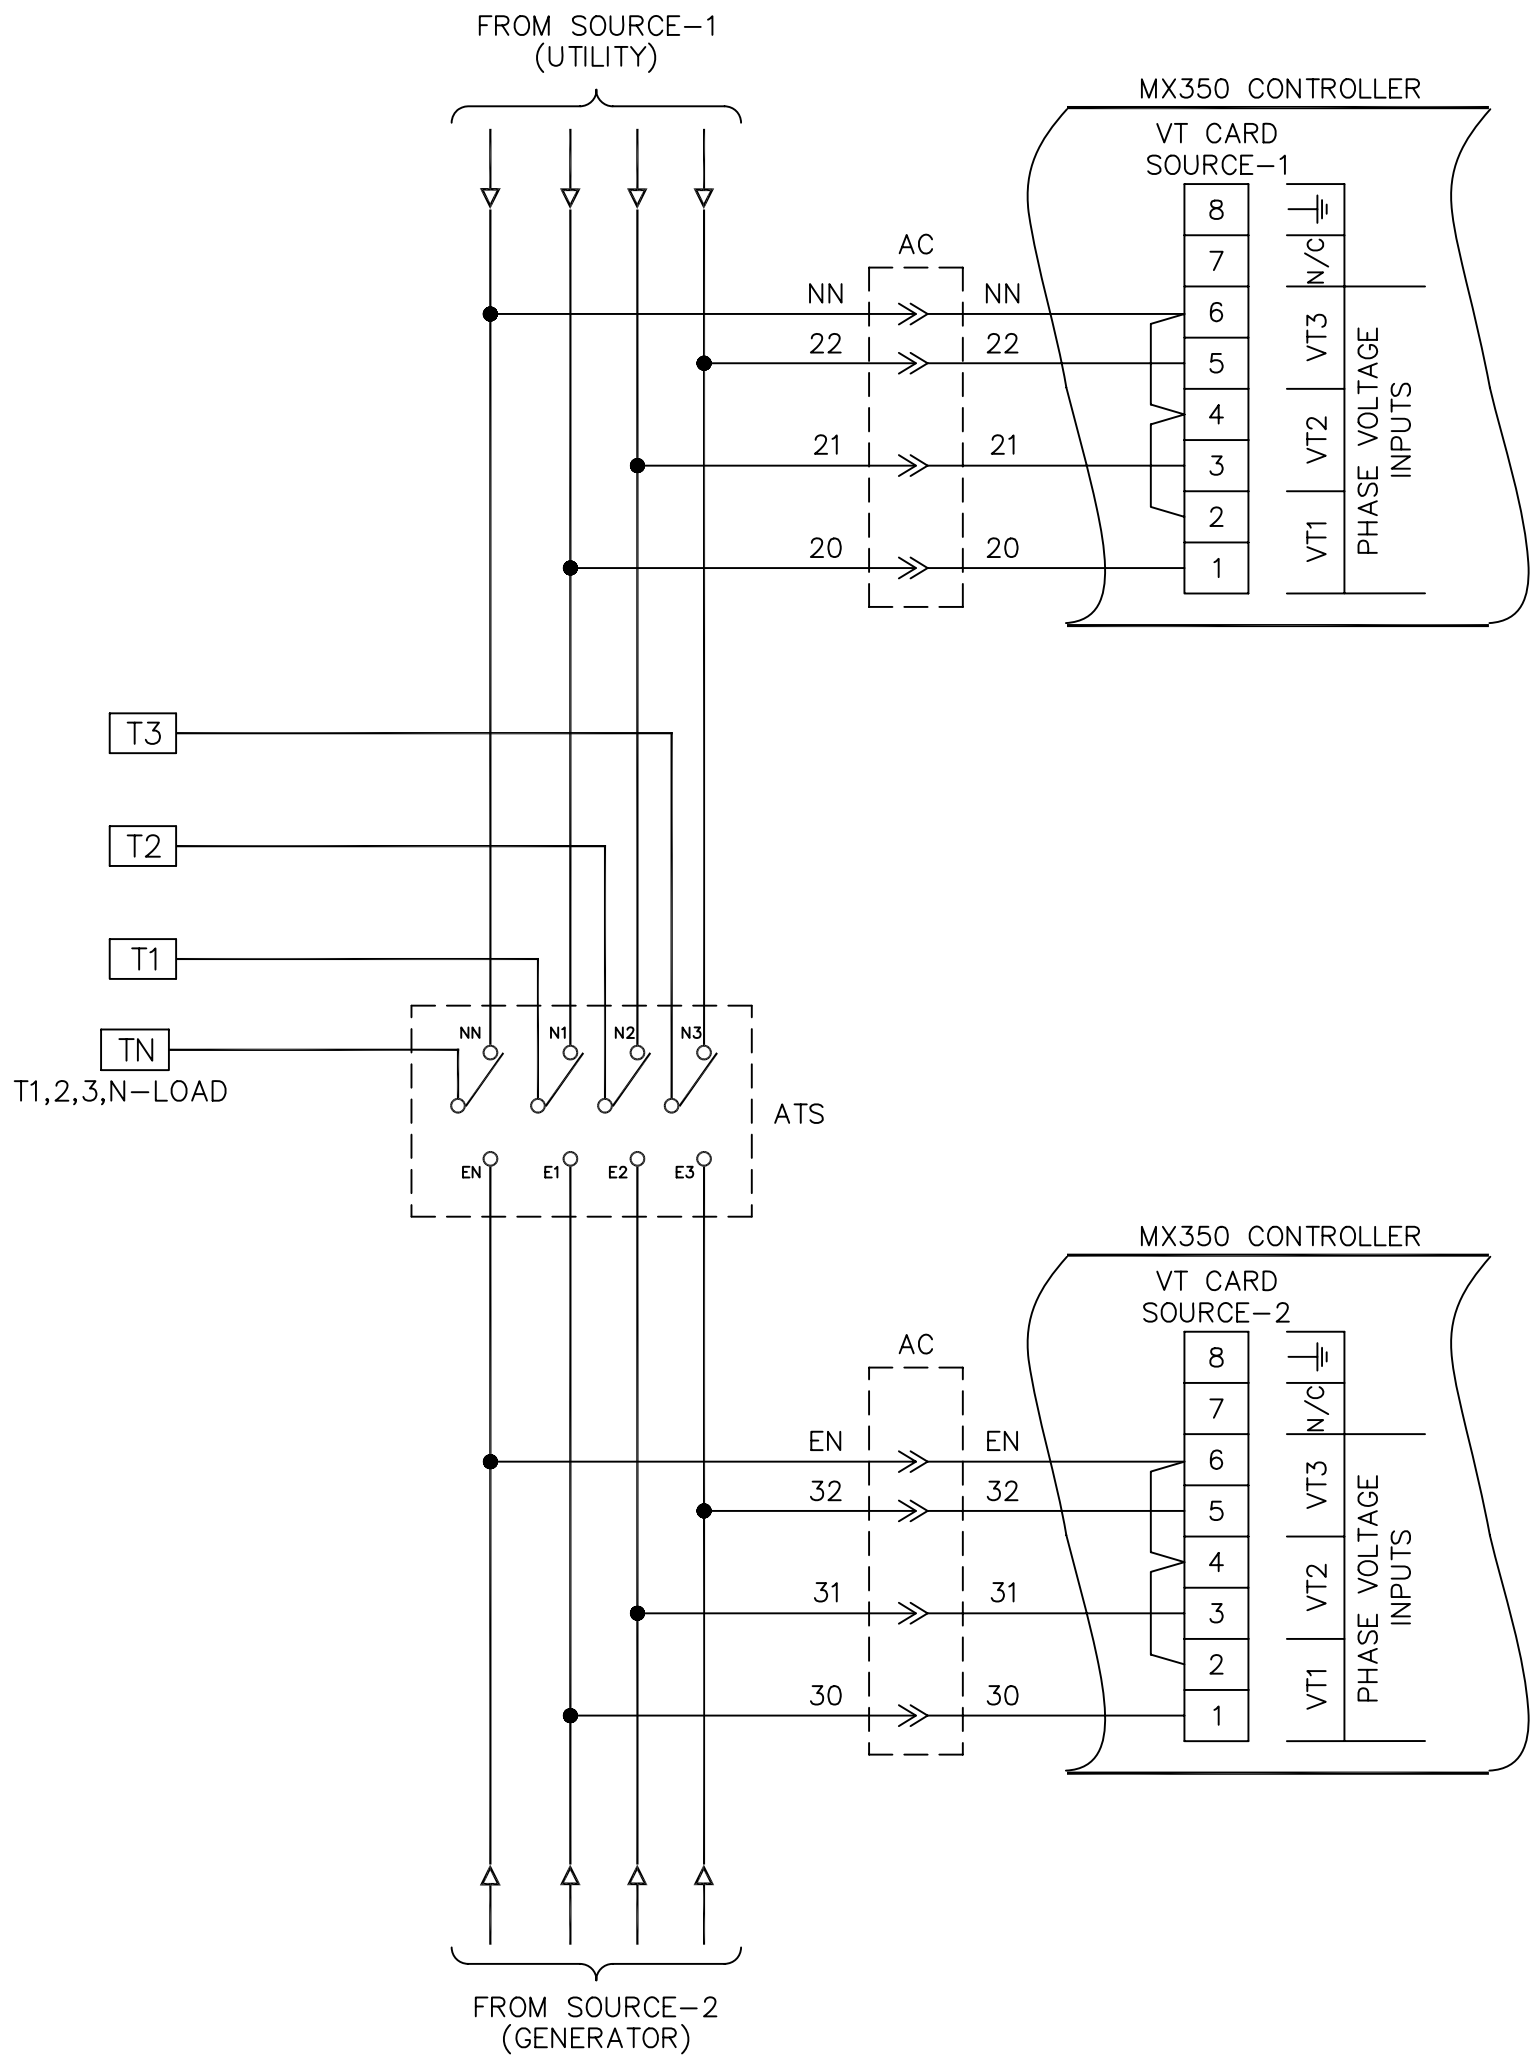 FROM SOURCE-1
(UTILITY)
MX350 CONTROLLER
VT CARD
SOURCE-1
8
7
N/C
AC
NN
NN
6
22
22
5
VT3
4
21
21
3
VT2
2
20
20
1
VT1
PHASE VOLTAGE
INPUTS
T3
T2
T1
TN
T1,2,3,N-LOAD
NN
N1
N2
N3
ATS
EN
E1
E2
E3
MX350 CONTROLLER
VT CARD
SOURCE-2
8
7
N/C
AC
EN
EN
6
32
32
5
VT3
4
31
31
3
VT2
2
30
30
1
VT1
PHASE VOLTAGE
INPUTS
FROM SOURCE-2
(GENERATOR)